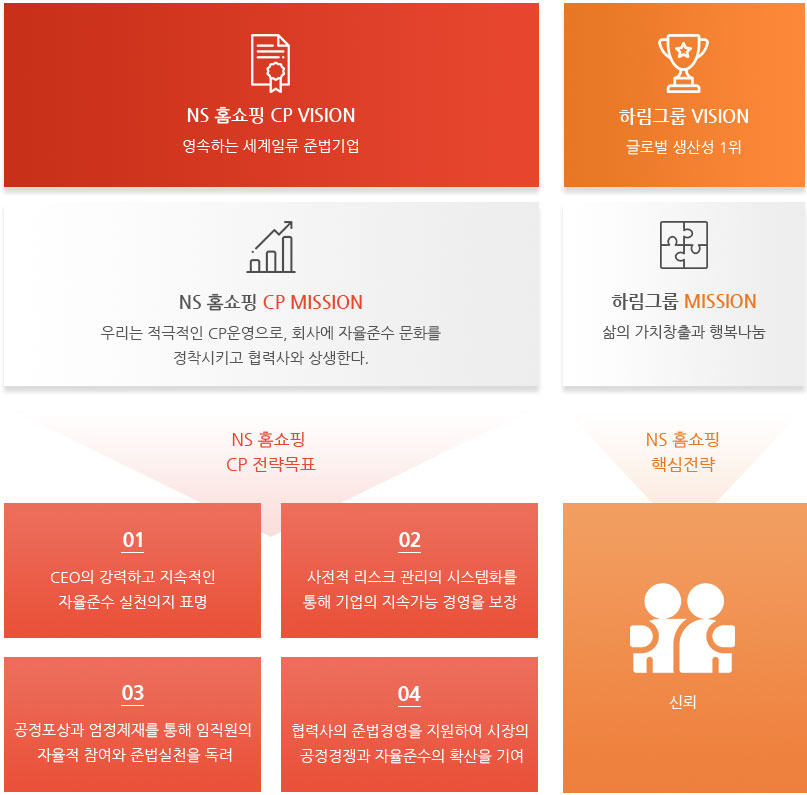 NS 홈쇼핑 CP VISION
영속하는 세계일류 준법기업
하림그룹 VISION
글로벌 생산성 1위
NS 홈쇼핑 CP MISSION
우리는 적극적인 CP운영으로, 회사에 자율준수 문화를
정착시키고 협력사와 상생한다.
하림그룹 MISSION
삶의 가치창출과 행복나눔
NS 홈쇼핑
CP 전략목표
NS 홈쇼핑
핵심전략
01
CEO의 강력하고 지속적인
자율준수 실천의지 표명
02
사전적 리스크 관리의 시스템화를
통해 기업의 지속가능 경영을 보장
03
공정포상과 엄정제재를 통해 임직원의
자율적 참여와 준법실천을 독려
04
협력사의 준법경영을 지원하여 시장의
공정경쟁과 자율준수의 확산을 기여
신뢰